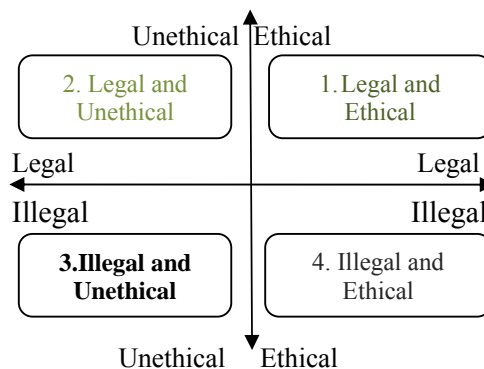 Unethical Ethical
2. Legal and
Unethical
1.Legal and
Ethical
Legal
Legal
Illegal
Illegal
3.Illegal and
Unethical
4. Illegal and
Ethical
Unethical Ethical